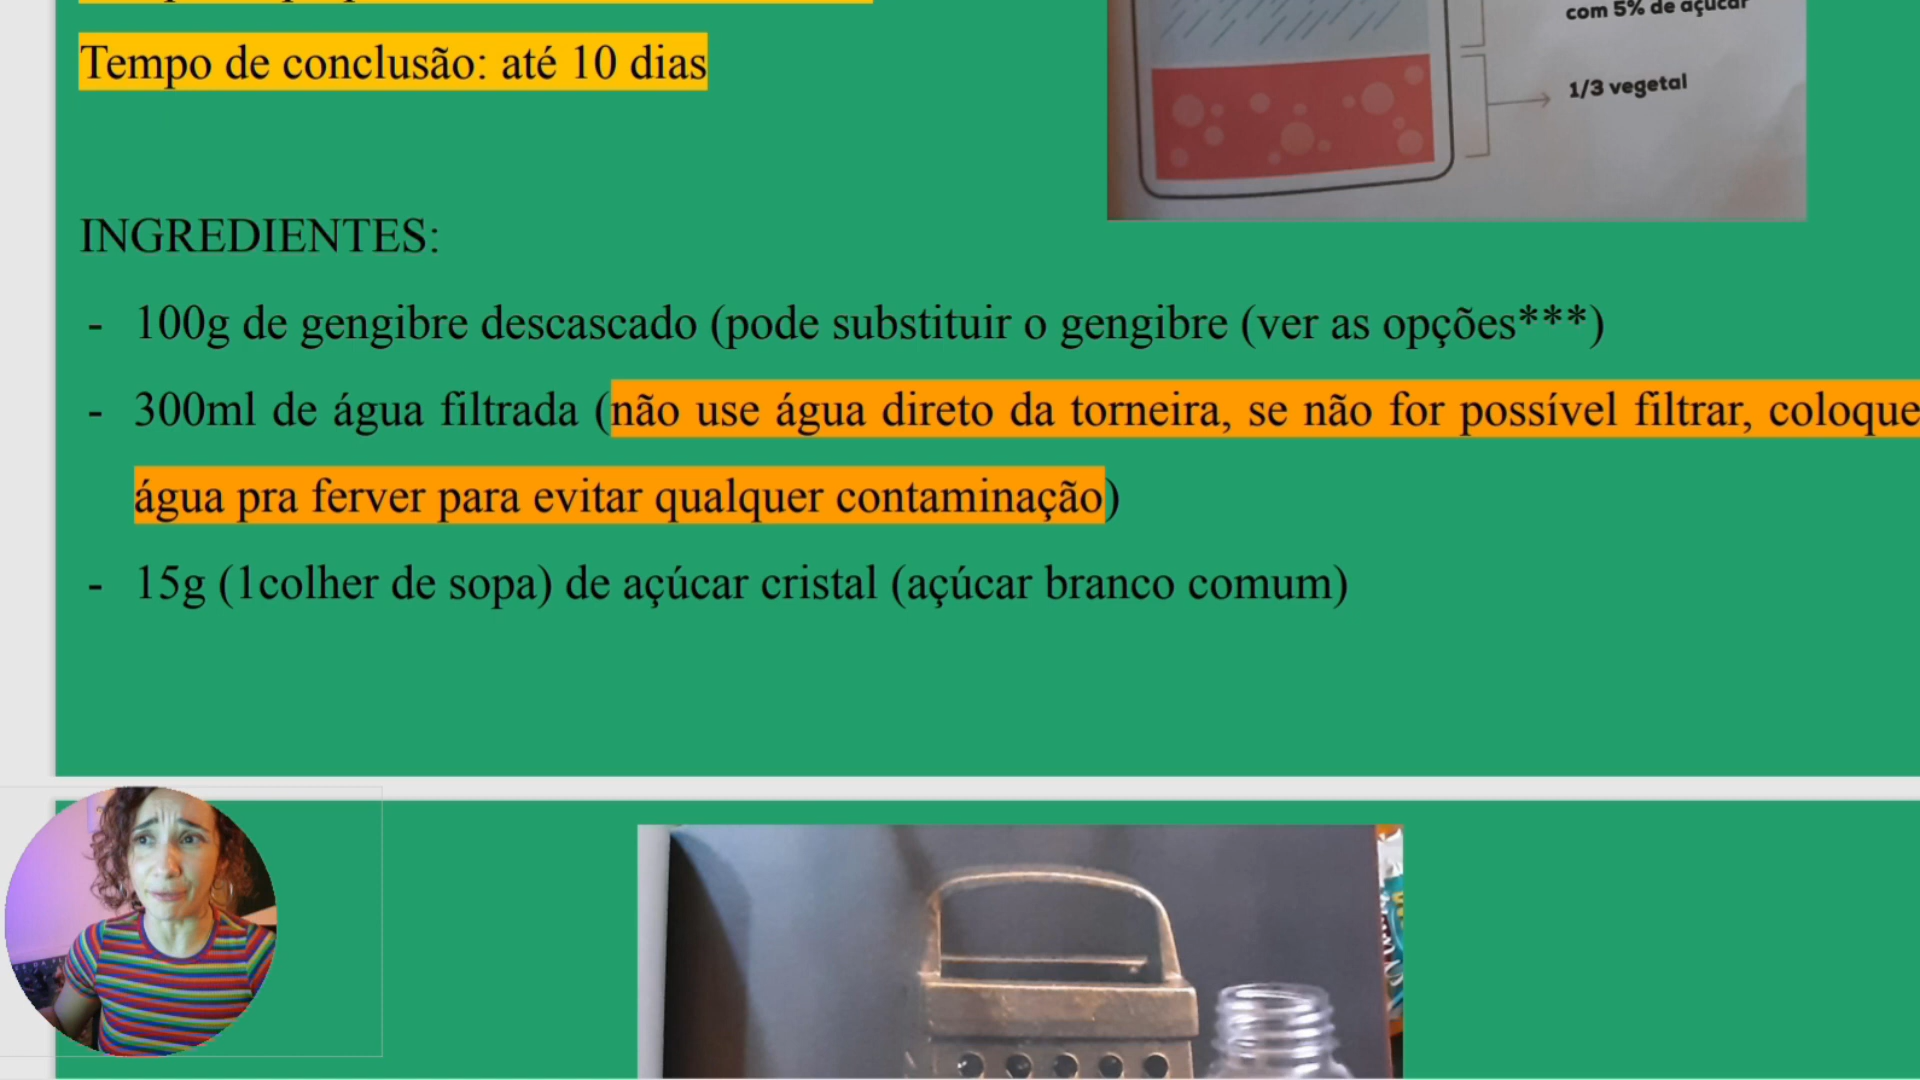 Tempo de conclusão: até 10 dias
com 5% de açúcar
1/3 vegetal
INGREDIENTES:
- 100g de gengibre descascado (pode substituir o gengibre (ver as opções***)
- 300ml de água filtrada (não use água direto da torneira, se não for possível filtrar, coloque
água pra ferver para evitar qualquer contaminação)
- 15g (1colher de sopa) de açúcar cristal (açúcar branco comum)